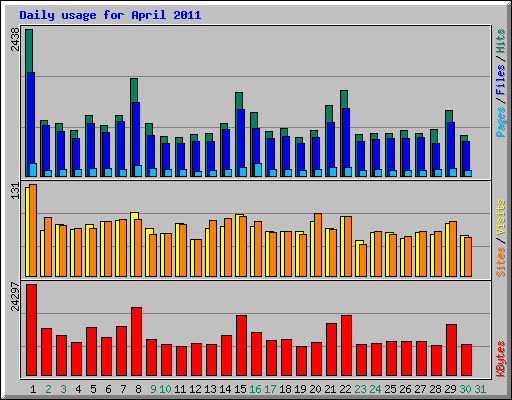 Daily usage for April 2011
2438
Pages / Files / Hits
131
Sites / Visits
24297
KBytes
1 2 3 4 5 6 7 8 9 10 11 12 13 14 15 16 17 18 19 20 21 22 23 24 25 26 27 28 29 30 31